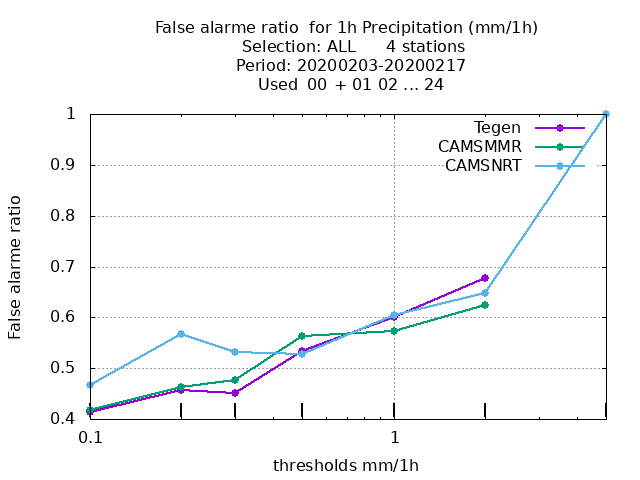 False alarme ratio  for 1h Precipitation (mm/1h)
Selection: ALL      4 stations
Period: 20200203-20200217
Used  00 + 01 02 ... 24
Tegen
CAMSMMR
CAMSNRT
False alarme ratio
1
0.9
0.8
0.7
0.6
0.5
0.4
0.1
1
thresholds mm/1h